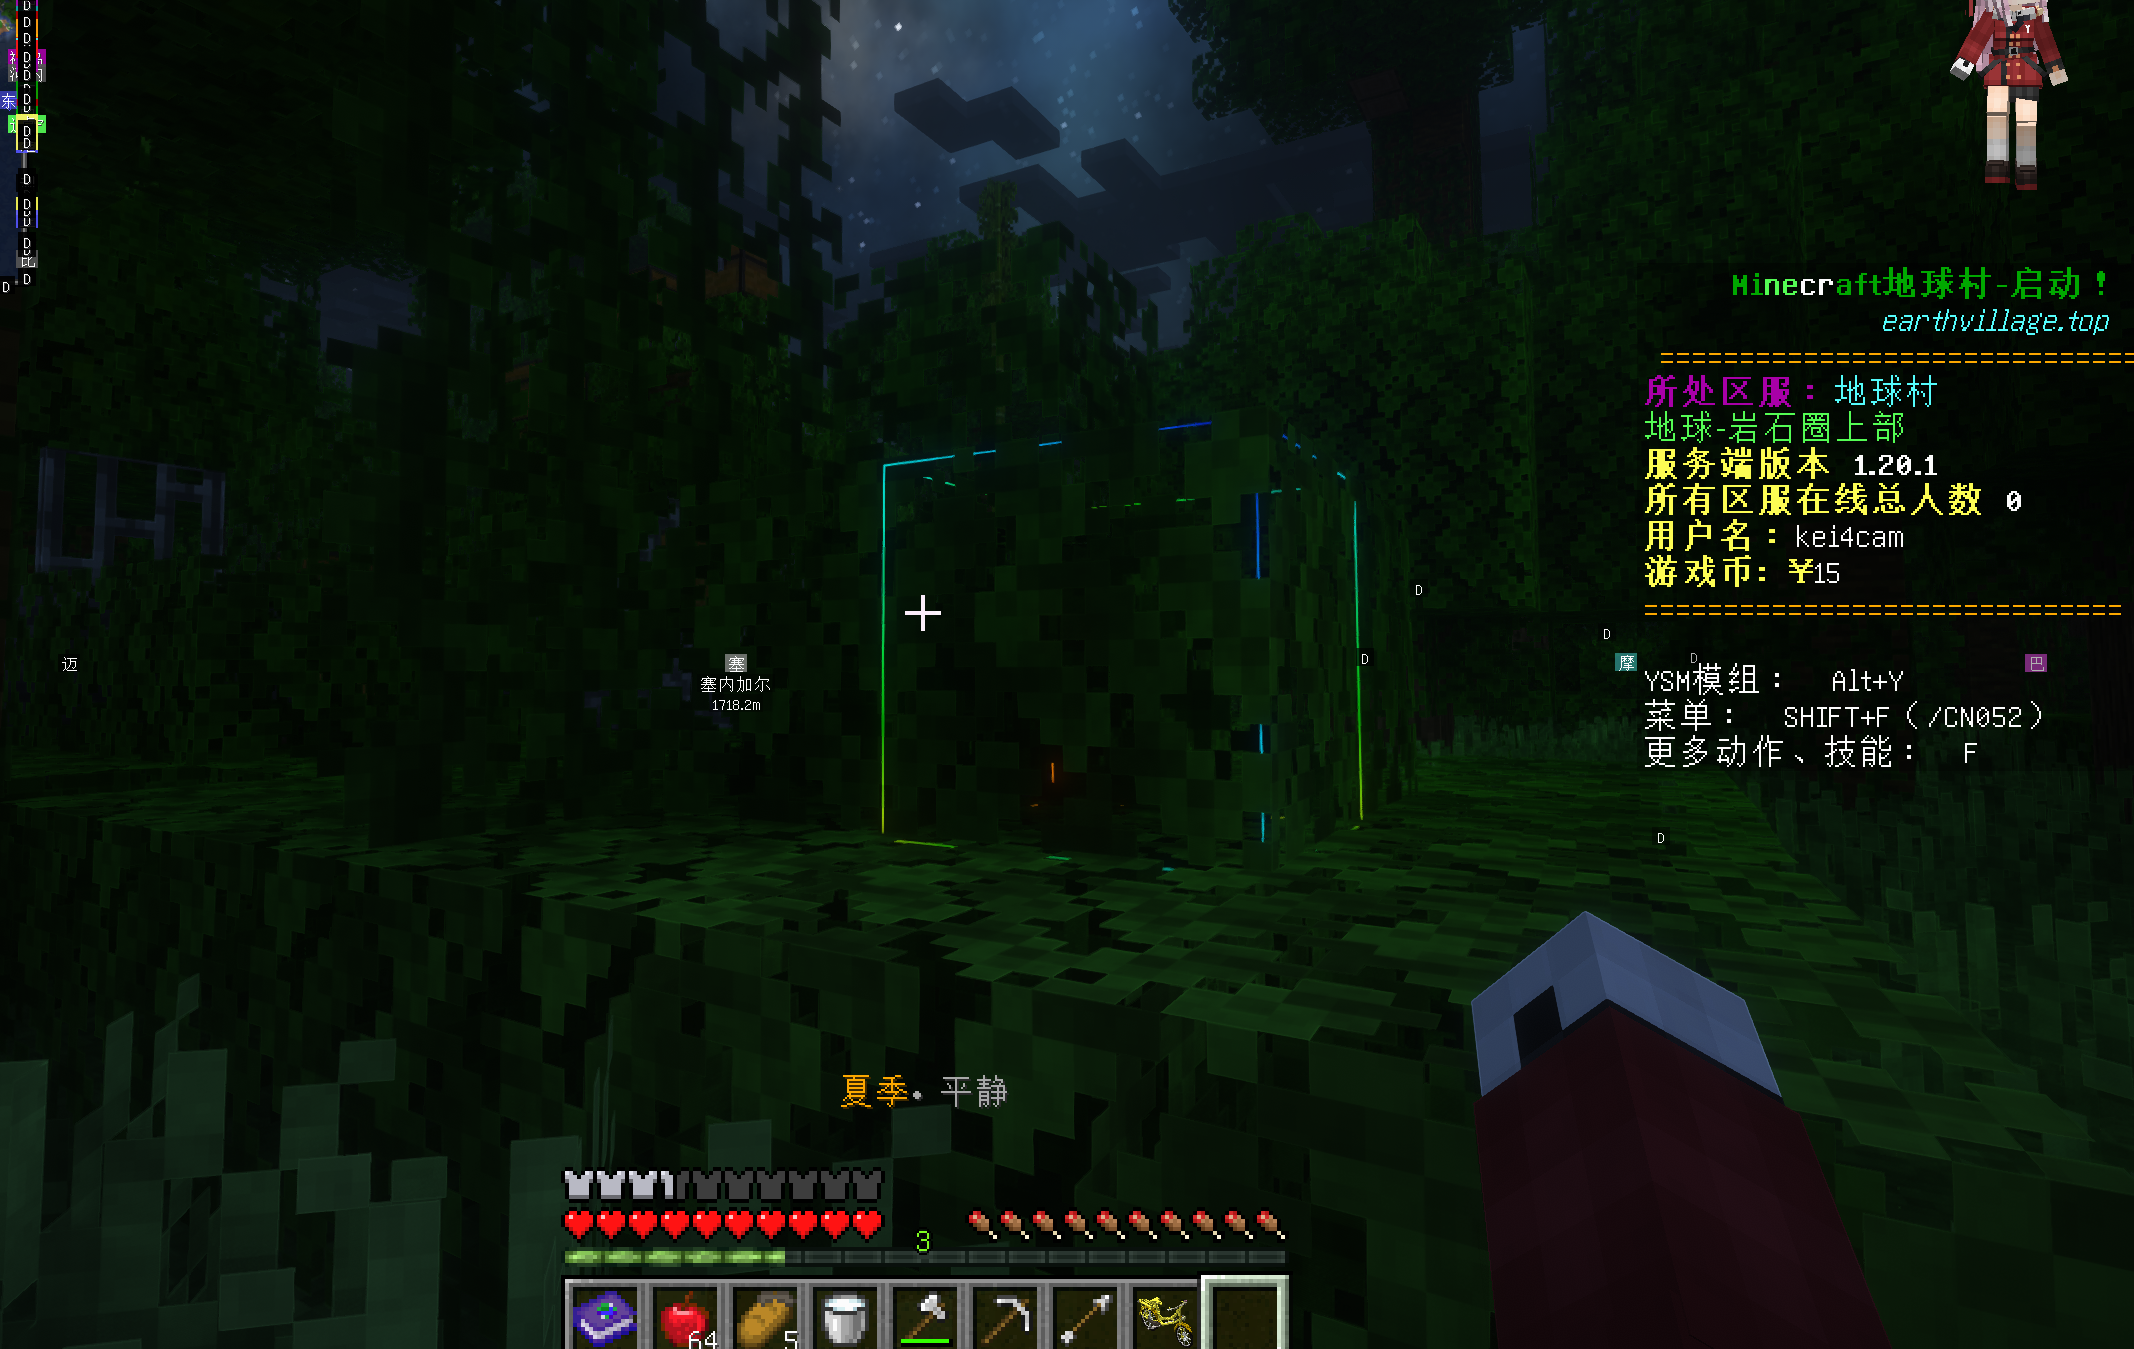 Minecraft地球村-启动！
earthvillage.top
==============================
所处区服：地球村
地球-岩石圈上部
服务端版本 1.20.1
所有区服在线总人数 0
用户名：kei4cam
游戏币: ¥15
==============================
YSM模组： Alt+Y
菜单： SHIFT+F（/CN052）
更多动作、技能： F
东
比
D
D
D
D
D
D
迈
塞
塞内加尔
1718.2m
摩
巴
夏季• 平静
3
64
5